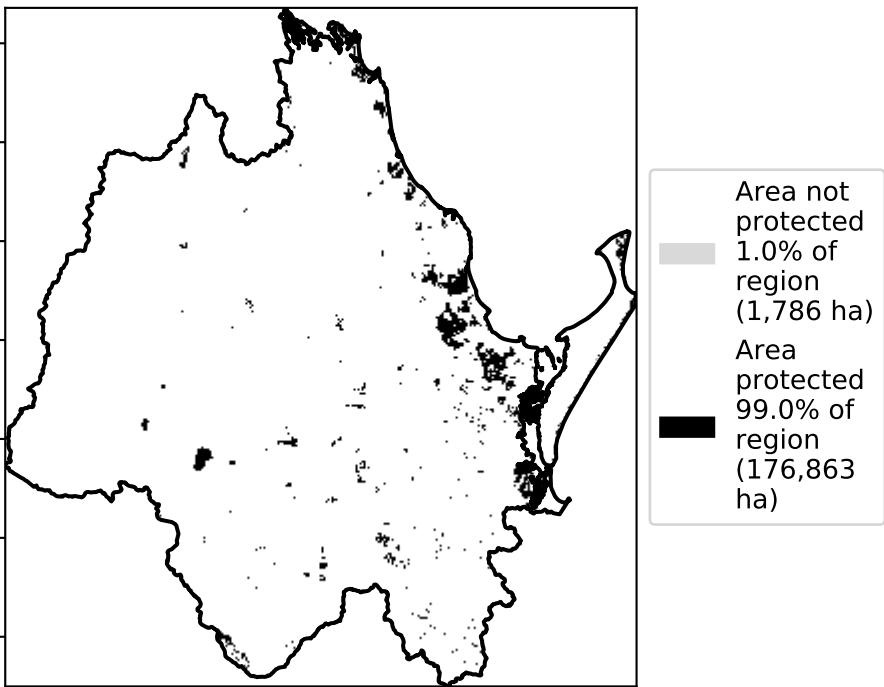 Area not
protected
1.0% of
region
(1,786 ha)
Area
protected
99.0% of
region
(176,863
ha)